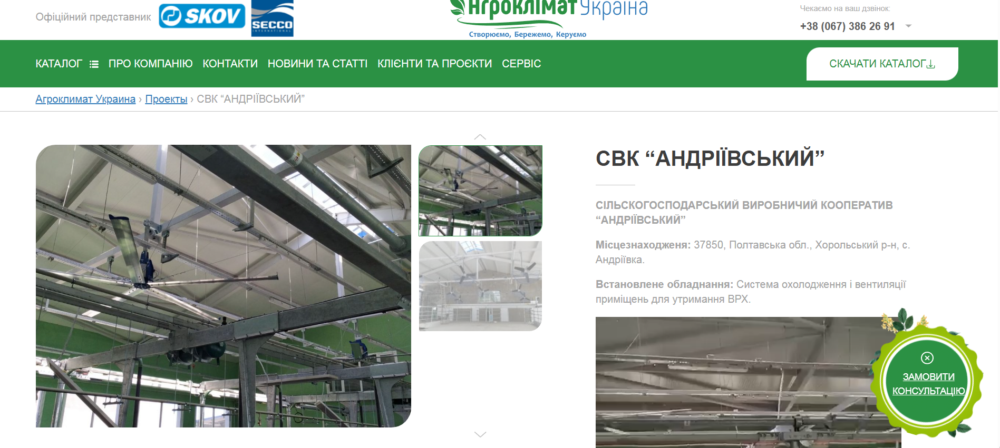 Офіційний представник
SKOV
SECCO
INTERNATIONAL
Агроклімат Україна
Створюємо, Бережемо, Керуємо
Чекаємо на ваш дзвінок:
+38 (067) 386 26 91
КАТАЛОГ ПРО КОМПАНІЮ КОНТАКТИ НОВИНИ ТА СТАТТІ КЛІЄНТИ ТА ПРОЄКТИ СЕРВІС
СКАЧАТИ КАТАЛОГ
Агроклимат Украина › Проекты › СВК “АНДРІЇВСЬКИЙ”
СВК “АНДРІЇВСЬКИЙ”
СІЛЬСКОГОСПОДАРСЬКИЙ ВИРОБНИЧИЙ КООПЕРАТИВ
“АНДРІЇВСЬКИЙ”
Місцезнаходженя: 37850, Полтавська обл., Хорольський р-н, с.
Андріївка.
Встановлене обладнання: Система охолодження і вентиляції
приміщень для утримання ВРХ.
ЗАМОВИТИ
КОНСУЛЬТАЦІЮ